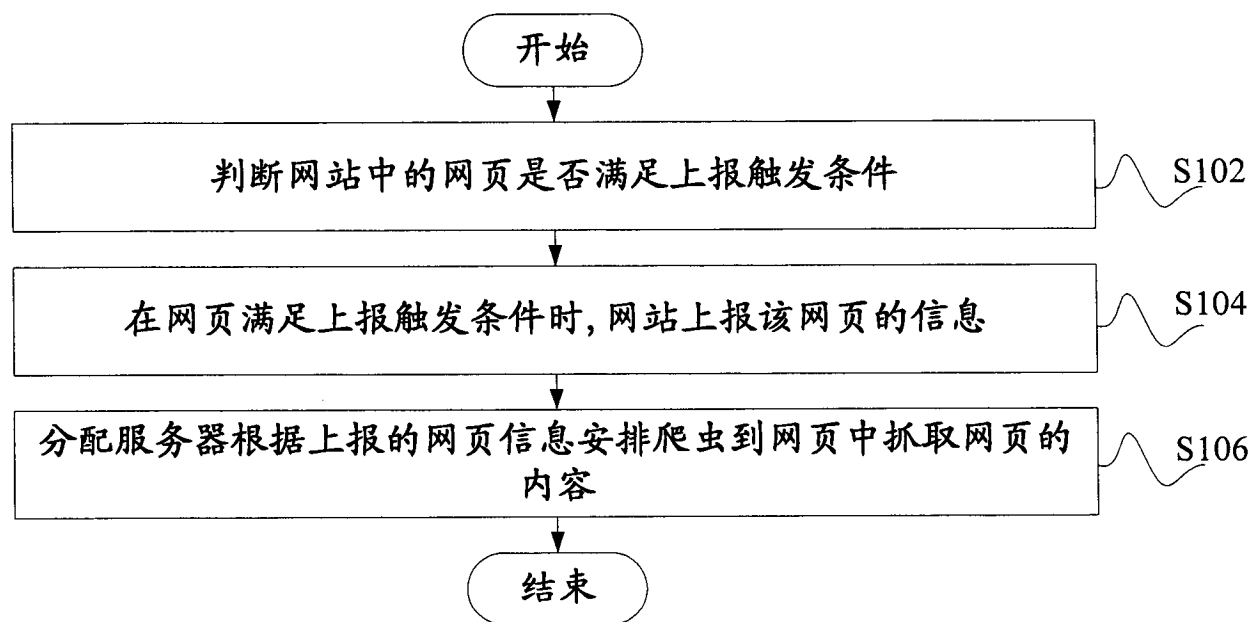 开始
判断网站中的网页是否满足上报触发条件
S102
在网页满足上报触发条件时,网站上报该网页的信息
S104
分配服务器根据上报的网页信息安排爬虫到网页中抓取网页的
内容
S106
结束